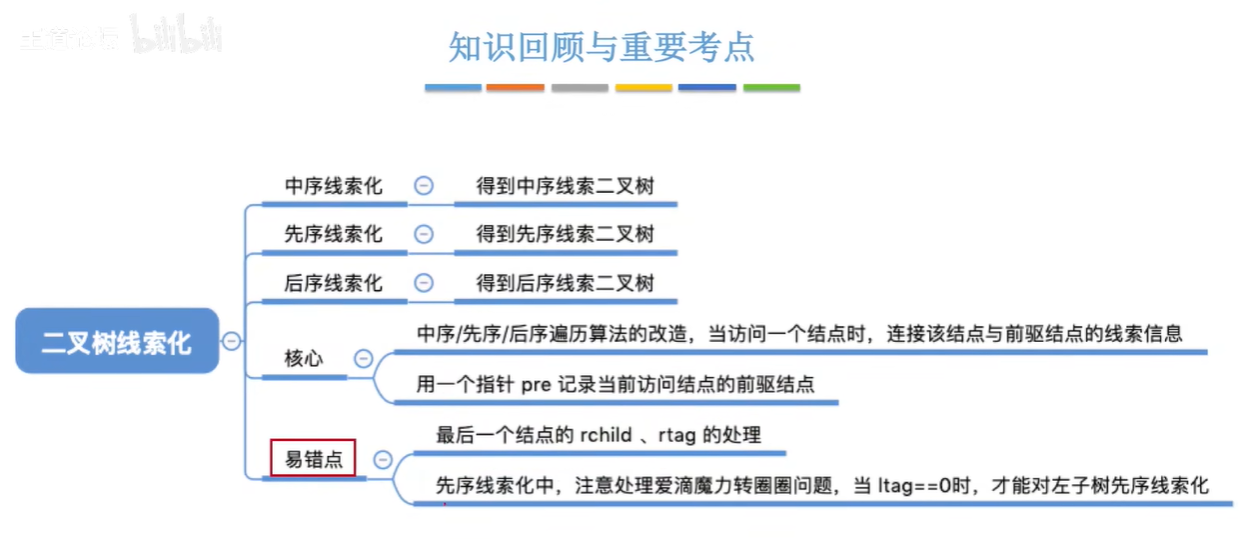 bilibili
知识回顾与重要考点
中序线索化
得到中序线索二叉树
先序线索化
得到先序线索二叉树
后序线索化
得到后序线索二叉树
二叉树线索化
核心
中序/先序/后序遍历算法的改造，当访问一个结点时，连接该结点与前驱结点的线索信息
用一个指针 pre 记录当前访问结点的前驱结点
易错点
最后一个结点的 rchild 、rtag 的处理
先序线索化中，注意处理爱滴魔力转圈圈问题，当 ltag==0时，才能对左子树先序线索化